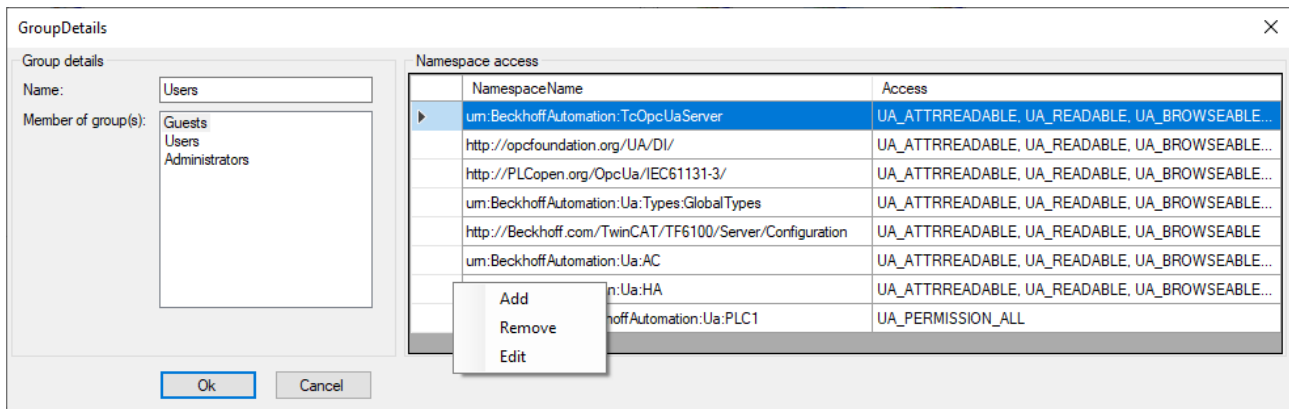 GroupDetails
Group details
Name: Users
Member of group(s): Guests
Users
Administrators
Ok Cancel
Namespace access
NamespaceName Access
urn:BeckhoffAutomation:TcOpcUaServer UA_ATTRREADABLE, UA_READABLE, UA_BROWSEABLE...
http://opcfoundation.org/UA/DI/ UA_ATTRREADABLE, UA_READABLE, UA_BROWSEABLE...
http://PLCopen.org/OpcUa/IEC61131-3/ UA_ATTRREADABLE, UA_READABLE, UA_BROWSEABLE...
urn:BeckhoffAutomation:Ua:Types:GlobalTypes UA_ATTRREADABLE, UA_READABLE, UA_BROWSEABLE...
http://Beckhoff.com/TwinCAT/TF6100/Server/Configuration UA_ATTRREADABLE, UA_READABLE, UA_BROWSEABLE
urn:BeckhoffAutomation:Ua:AC UA_ATTRREADABLE, UA_READABLE, UA_BROWSEABLE...
n:Ua:HA UA_ATTRREADABLE, UA_READABLE, UA_BROWSEABLE...
hoffAutomation:Ua:PLC1 UA_PERMISSION_ALL
Add
Remove
Edit